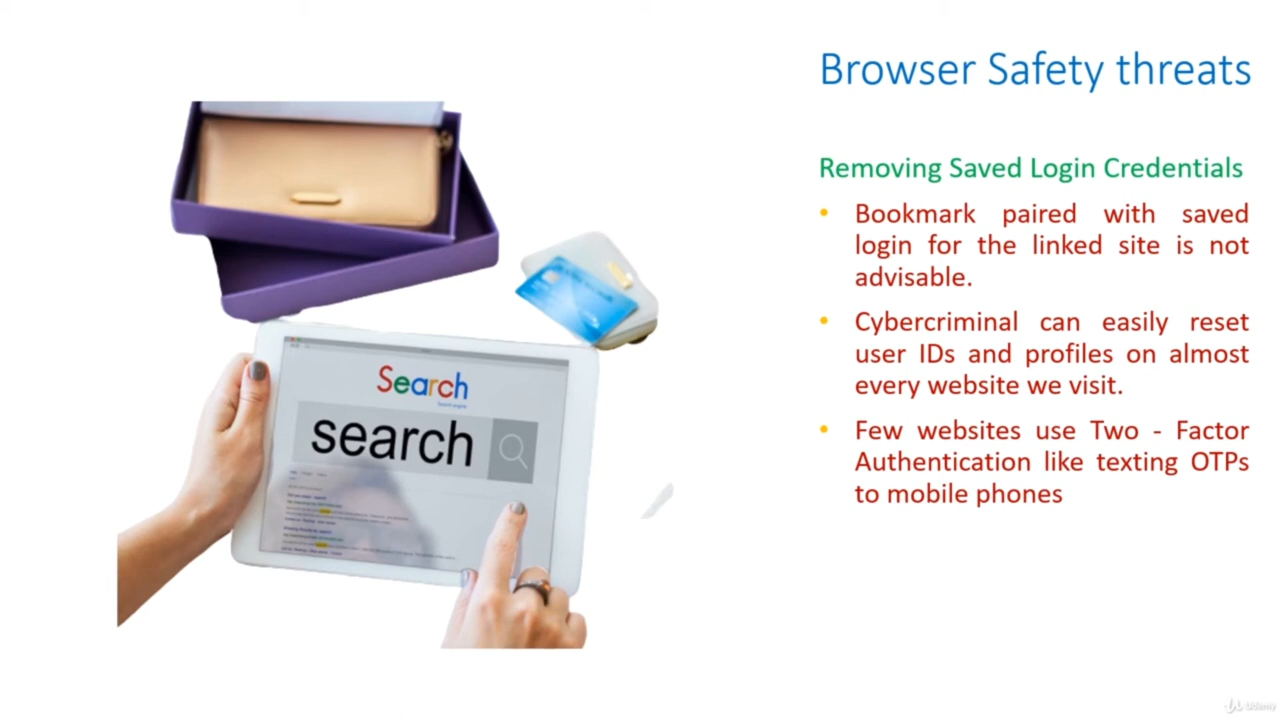 Browser Safety threats
Removing Saved Login Credentials
• Bookmark paired with saved
login for the linked site is not
advisable.
• Cybercriminal can easily reset
user IDs and profiles on almost
every website we visit.
• Few websites use Two - Factor
Authentication like texting OTPs
to mobile phones
Search
search
Udemy